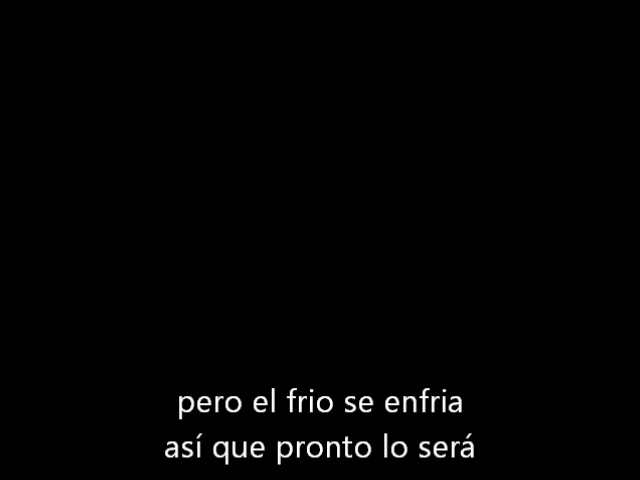 pero el frio se enfria
así que pronto lo será